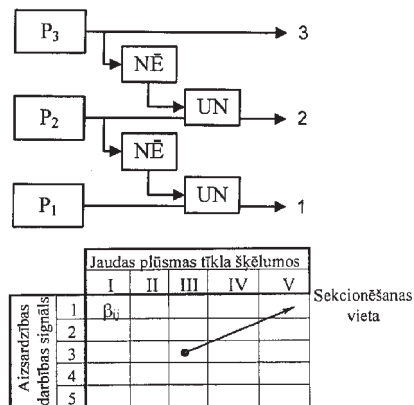 P3
3
NĒ
P2
UN
2
NĒ
P1
UN
1
Jaudas plūsmas tīkla šķēlumos
I II III IV V
Aizsardzības
darbības signāls
1 βij
2
3
4
5
Sekcionēšanas
vieta